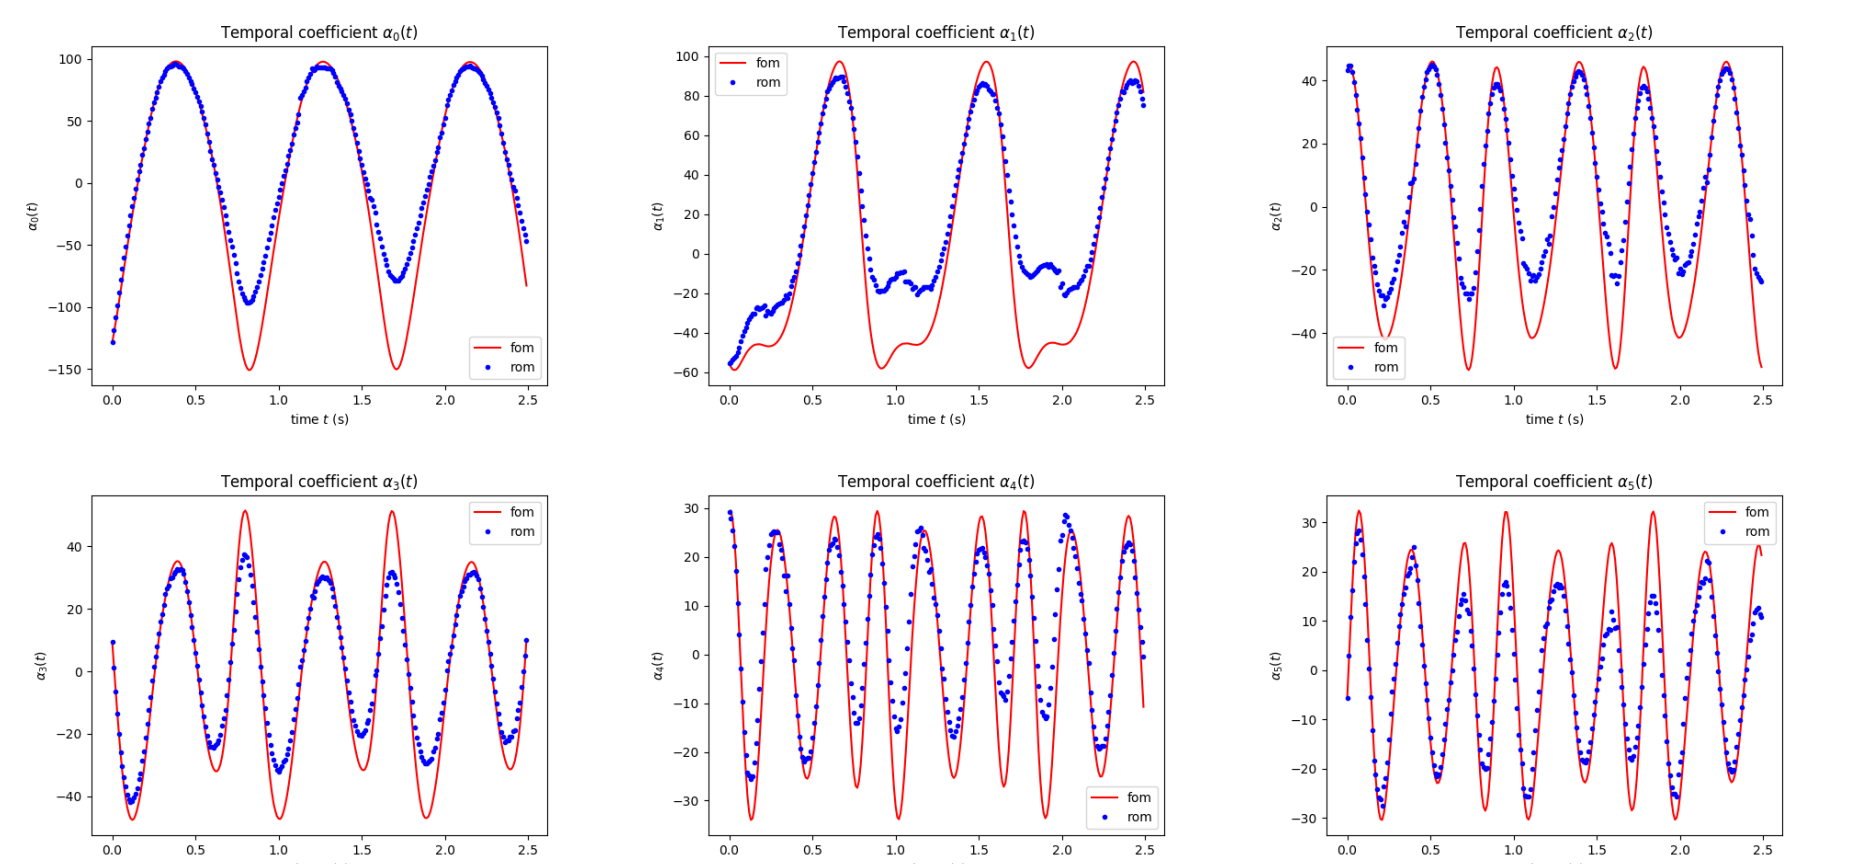 Temporal coefficient α₀(t)
α₀(t)
100
50
0
−50
−100
−150
fom
rom
0.0 0.5 1.0 1.5 2.0 2.5
time t (s)
Temporal coefficient α₁(t)
α₁(t)
100
80
60
40
20
0
−20
−40
−60
fom
rom
0.0 0.5 1.0 1.5 2.0 2.5
time t (s)
Temporal coefficient α₂(t)
α₂(t)
40
20
0
−20
−40
fom
rom
0.0 0.5 1.0 1.5 2.0 2.5
time t (s)
Temporal coefficient α₃(t)
α₃(t)
40
20
0
−20
−40
fom
rom
0.0 0.5 1.0 1.5 2.0 2.5
Temporal coefficient α₄(t)
α₄(t)
30
20
10
0
−10
−20
−30
fom
rom
0.0 0.5 1.0 1.5 2.0 2.5
Temporal coefficient α₅(t)
α₅(t)
30
20
10
0
−10
−20
−30
fom
rom
0.0 0.5 1.0 1.5 2.0 2.5